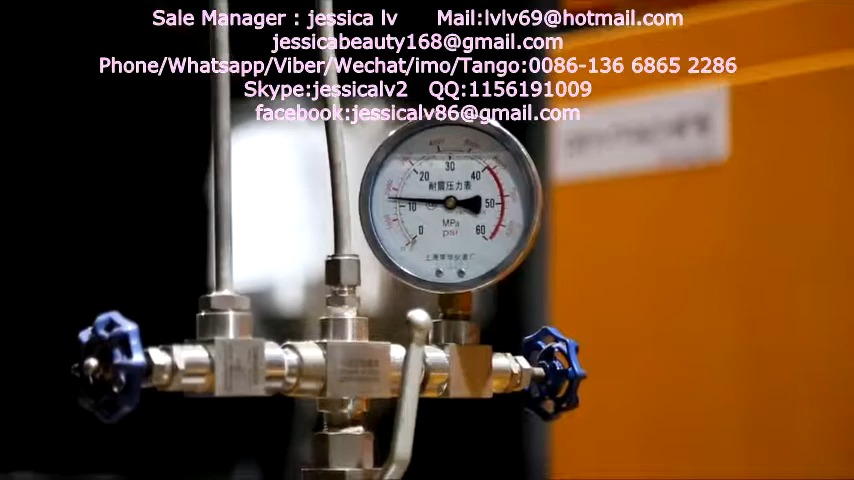 Sale Manager : jessica lv Mail:lvlv69@hotmail.com
jessicabeauty168@gmail.com
Phone/Whatsapp/Viber/Wechat/imo/Tango:0086-136 6865 2286
Skype:jessicalv2 QQ:1156191009
facebook:jessicalv86@gmail.com
30
20 40
耐震压力表
10 50
MPa
0 psi 60